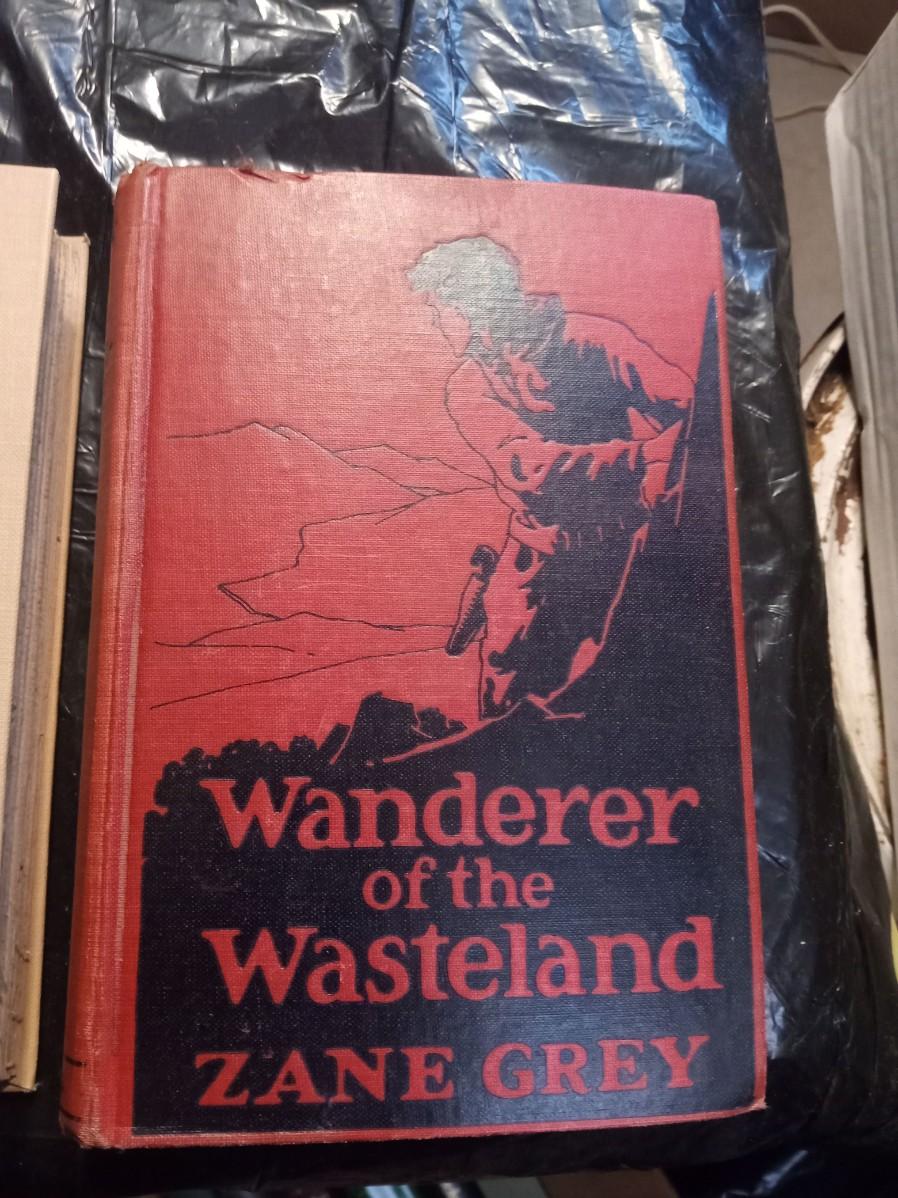 Wanderer
of the
Wasteland
ZANE GREY